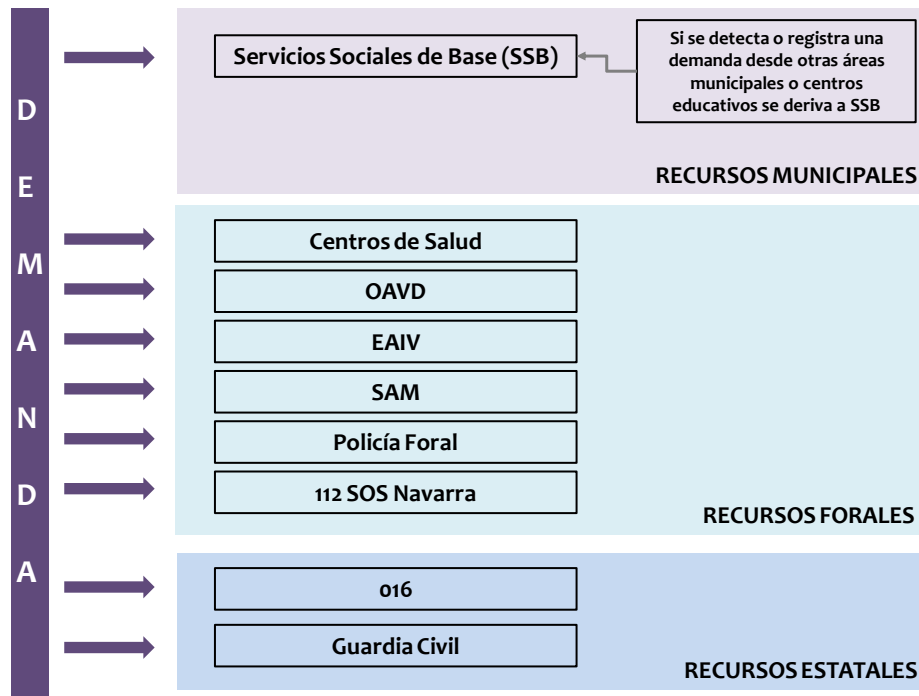 DEMANDA
Servicios Sociales de Base (SSB)
Si se detecta o registra una
demanda desde otras áreas
municipales o centros
educativos se deriva a SSB
RECURSOS MUNICIPALES
Centros de Salud
OAVD
EAIV
SAM
Policía Foral
112 SOS Navarra
RECURSOS FORALES
016
Guardia Civil
RECURSOS ESTATALES